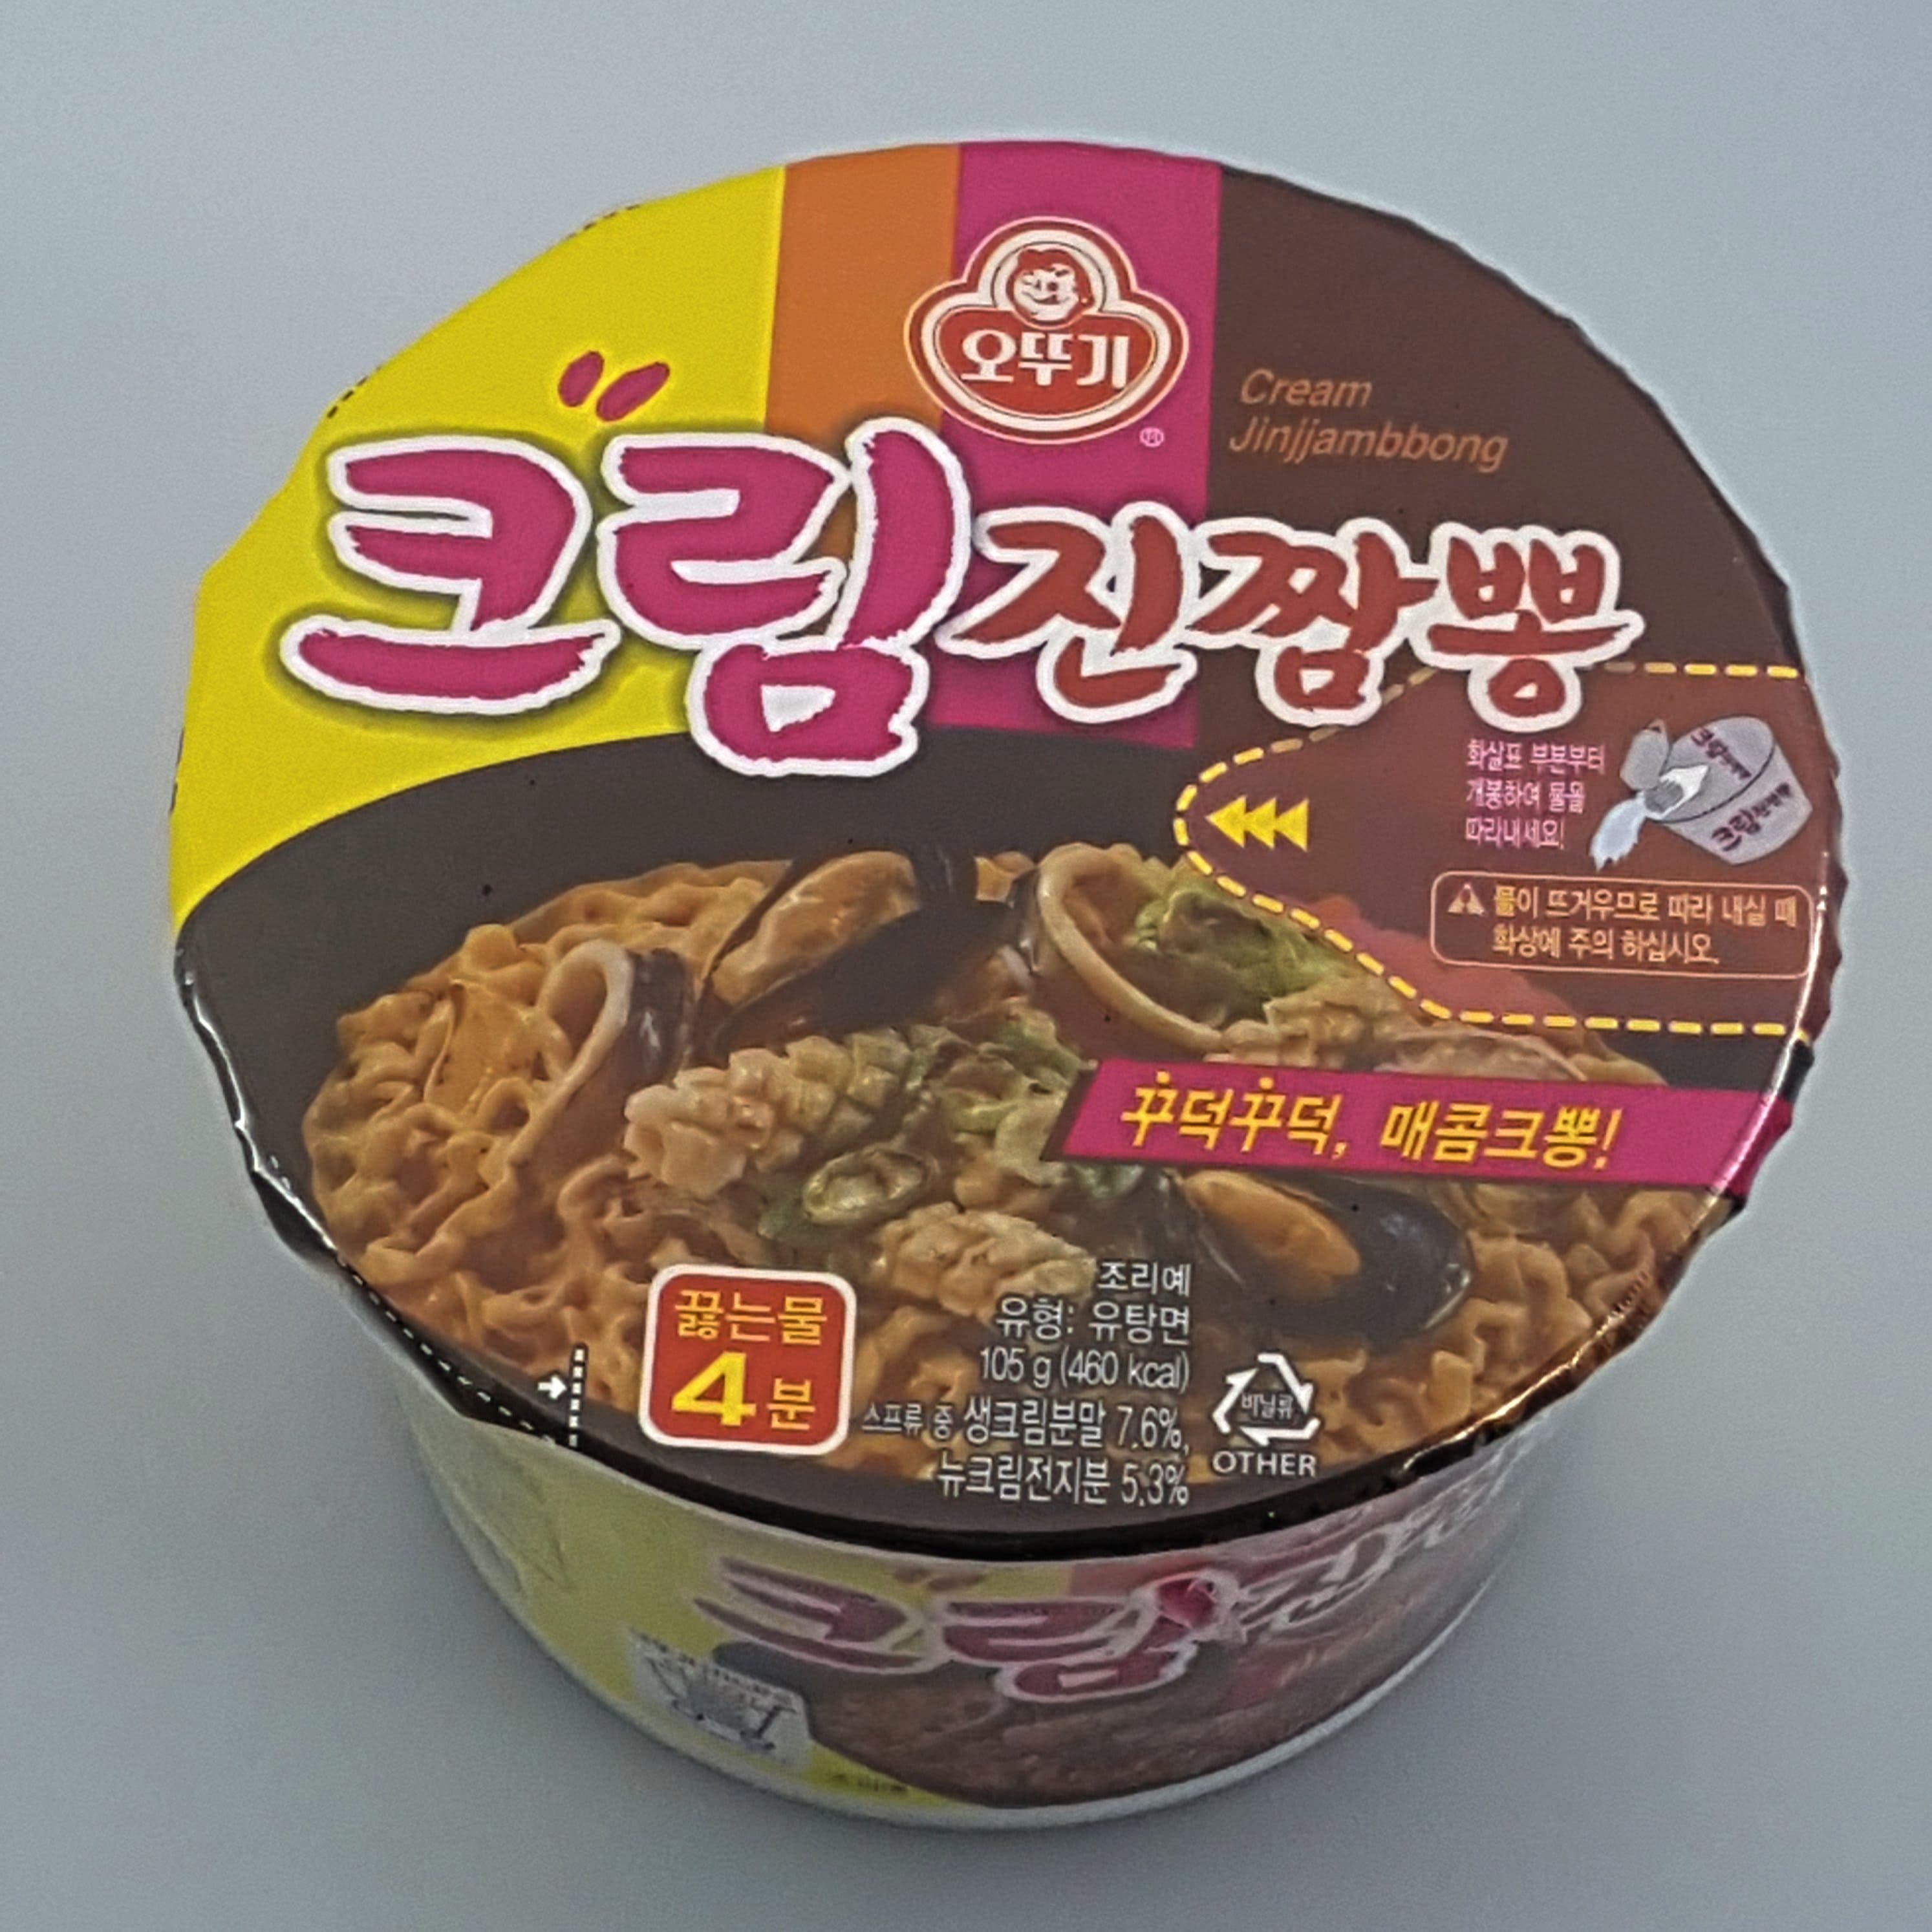 오뚜기
Cream
Jinjjambbong
크림진짬뽕
화살표 부분부터
개봉하여 물을
따라내세요!
물이 뜨거우므로 따라 내실 때
화상에 주의 하십시오.
꾸덕꾸덕, 매콤크뽕!
끓는물
4분
조리예
유형: 유탕면
105 g (460 kcal)
스프류 중 생크림분말 7.6%,
뉴크림전지분 5.3%
비닐류
OTHER
크림진